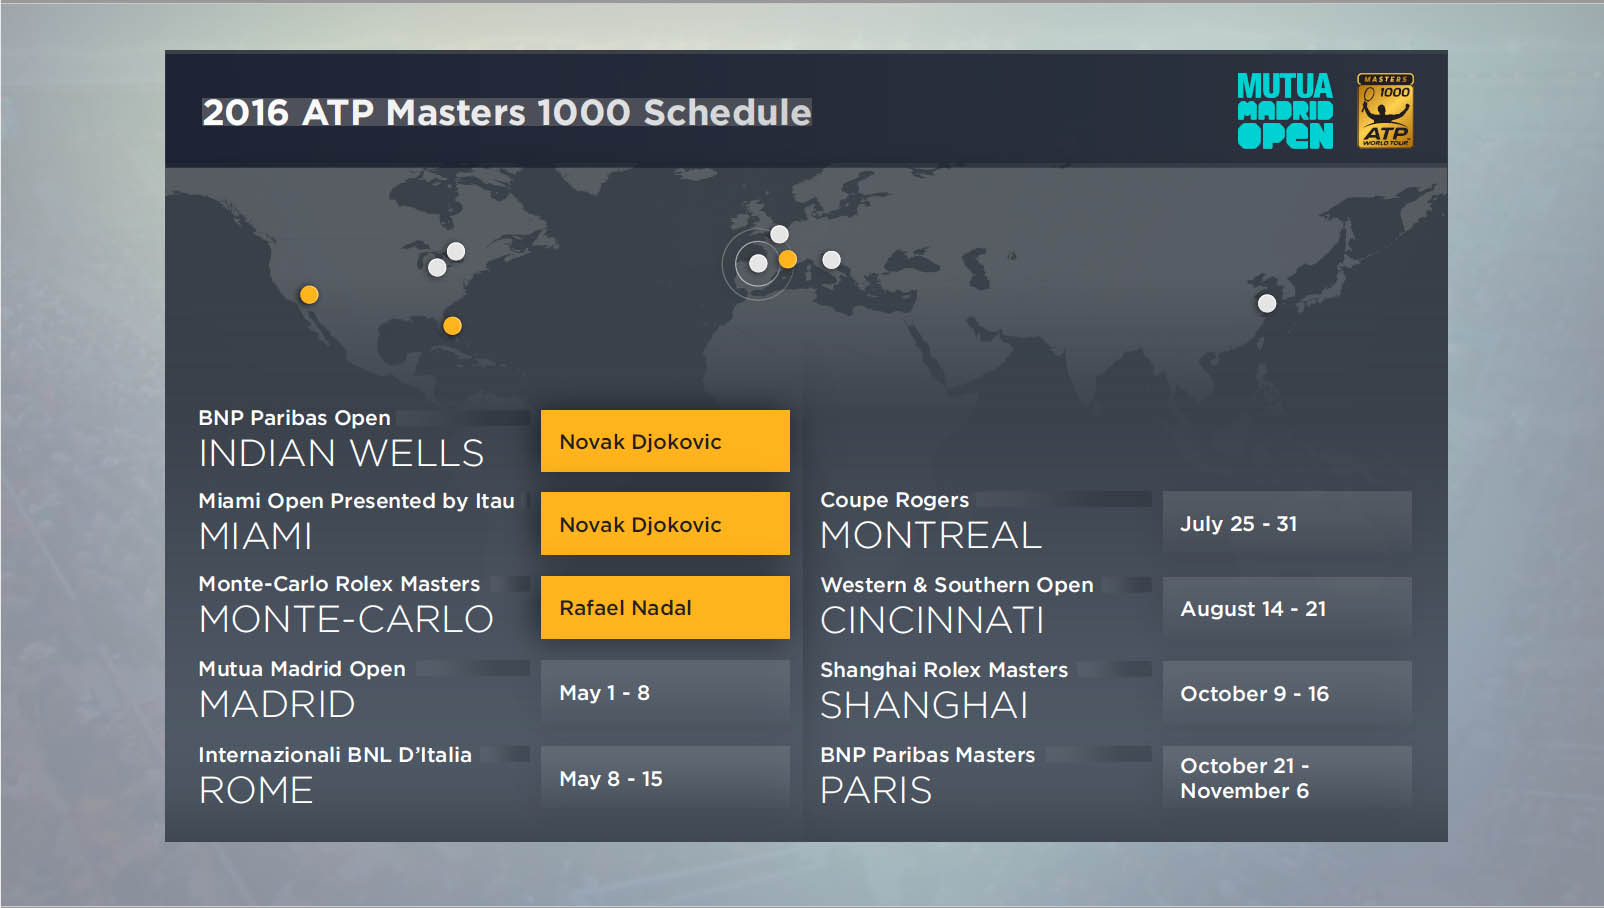 2016 ATP Masters 1000 Schedule
MUTUA
MADRID
OPEN
MASTERS
1000
ATP
WORLD TOUR
BNP Paribas Open
INDIAN WELLS
Novak Djokovic
Miami Open Presented by Itau
MIAMI
Novak Djokovic
Monte-Carlo Rolex Masters
MONTE-CARLO
Rafael Nadal
Mutua Madrid Open
MADRID
May 1 - 8
Internazionali BNL D’Italia
ROME
May 8 - 15
Coupe Rogers
MONTREAL
July 25 - 31
Western & Southern Open
CINCINNATI
August 14 - 21
Shanghai Rolex Masters
SHANGHAI
October 9 - 16
BNP Paribas Masters
PARIS
October 21 -
November 6